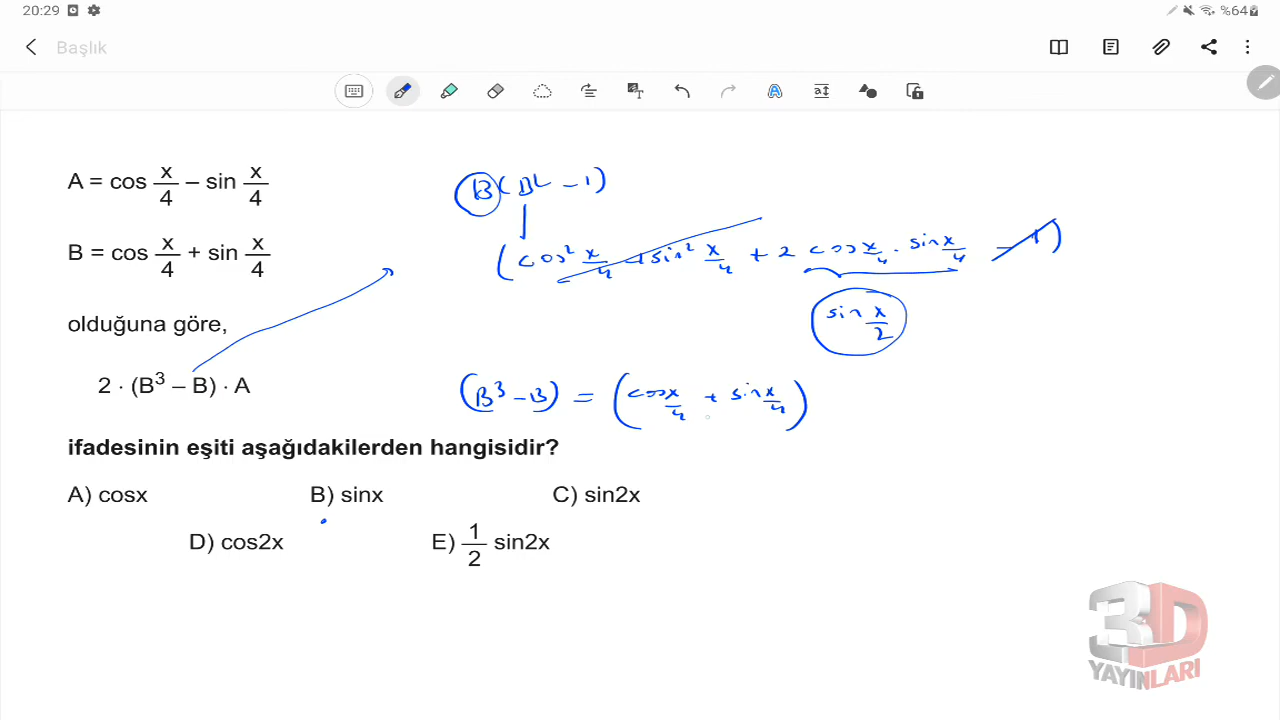 20:29 %64
Başlık
A = cos x/4 – sin x/4
B = cos x/4 + sin x/4
olduğuna göre,
2 · (B³ – B) · A
ifadesinin eşiti aşağıdakilerden hangisidir?
A) cosx B) sinx C) sin2x
D) cos2x E) 1/2 sin2x
B(B² – 1)
(cos² x/4 + sin² x/4 + 2 cos x/4 · sin x/4 – 1)
sin x/2
(B³ – B) = (cos x/4 + sin x/4)
3D
YAYINLARI